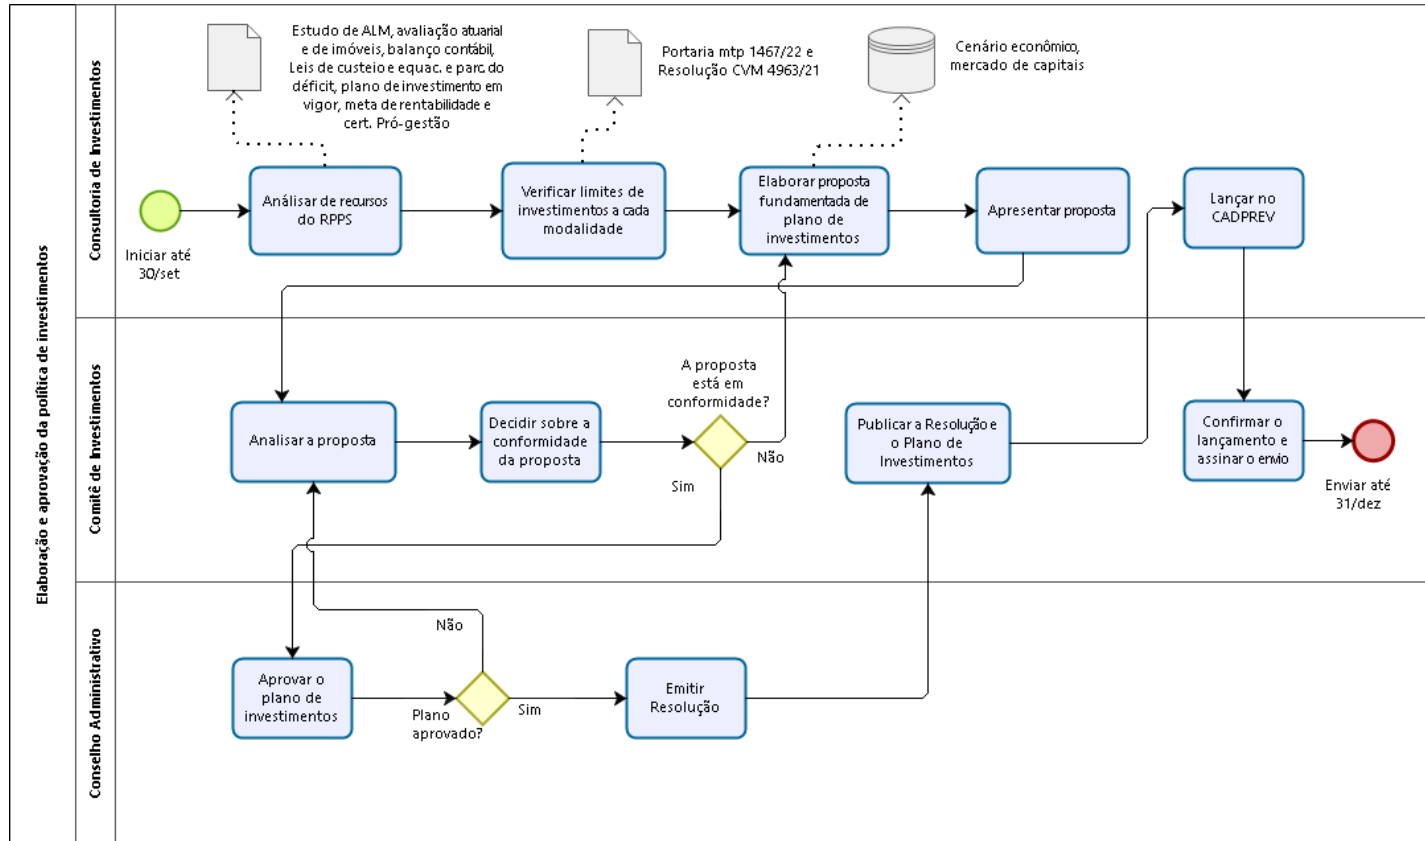 Elaboração e aprovação da política de investimentos
Consultoria de Investimentos
Estudo de ALM, avaliação atuarial
e de imóveis, balanço contábil,
Leis de custeio e equac. e parc. do
déficit, plano de investimento em
vigor, meta de rentabilidade e
cert. Pró-gestão
Portaria mtp 1467/22 e
Resolução CVM 4963/21
Cenário econômico,
mercado de capitais
Iniciar até
30/set
Análisar de recursos
do RPPS
Verificar limites de
investimentos a cada
modalidade
Elaborar proposta
fundamentada de
plano de
investimentos
Apresentar proposta
Lançar no
CADPREV
Comitê de Investimentos
Analisar a proposta
Decidir sobre a
conformidade
da proposta
A proposta
está em
conformidade?
Não
Sim
Publicar a Resolução e
o Plano de
Investimentos
Confirmar o
lançamento e
assinar o envio
Enviar até
31/dez
Conselho Administrativo
Aprovar o
plano de
investimentos
Não
Plano
aprovado?
Sim
Emitir
Resolução